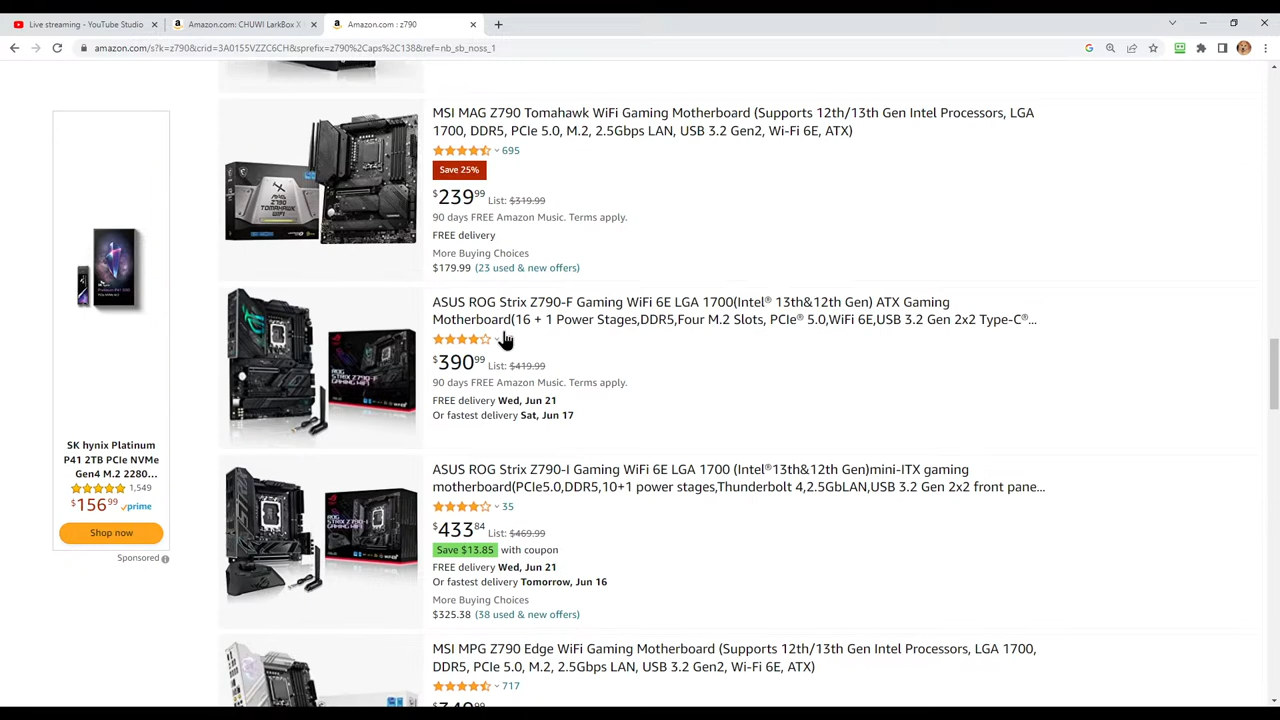 Live streaming - YouTube Studio
Amazon.com: CHUWI LarkBox X
Amazon.com : z790
amazon.com/s?k=z790&crid=3A0155VZZC6CH&sprefix=z790%2Caps%2C138&ref=nb_sb_noss_1
MSI MAG Z790 Tomahawk WiFi Gaming Motherboard (Supports 12th/13th Gen Intel Processors, LGA
1700, DDR5, PCIe 5.0, M.2, 2.5Gbps LAN, USB 3.2 Gen2, Wi-Fi 6E, ATX)
695
Save 25%
$239.99 List: $319.99
90 days FREE Amazon Music. Terms apply.
FREE delivery
More Buying Choices
$179.99 (23 used & new offers)
MAG
Z790
TOMAHAWK
WIFI
ASUS ROG Strix Z790-F Gaming WiFi 6E LGA 1700(Intel® 13th&12th Gen) ATX Gaming
Motherboard(16 + 1 Power Stages,DDR5,Four M.2 Slots, PCIe® 5.0,WiFi 6E,USB 3.2 Gen 2x2 Type-C®...
$390.99 List: $419.99
90 days FREE Amazon Music. Terms apply.
FREE delivery Wed, Jun 21
Or fastest delivery Sat, Jun 17
ROG
STRIX Z790-F
GAMING WIFI
ASUS ROG Strix Z790-I Gaming WiFi 6E LGA 1700 (Intel®13th&12th Gen)mini-ITX gaming
motherboard(PCIe5.0,DDR5,10+1 power stages,Thunderbolt 4,2.5GbLAN,USB 3.2 Gen 2x2 front pane...
35
$433.84 List: $469.99
Save $13.85 with coupon
FREE delivery Wed, Jun 21
Or fastest delivery Tomorrow, Jun 16
More Buying Choices
$325.38 (38 used & new offers)
MSI MPG Z790 Edge WiFi Gaming Motherboard (Supports 12th/13th Gen Intel Processors, LGA 1700,
DDR5, PCIe 5.0, M.2, 2.5Gbps LAN, USB 3.2 Gen2, Wi-Fi 6E, ATX)
717
SK hynix Platinum
P41 2TB PCIe NVMe
Gen4 M.2 2280...
1,549
$156.99 prime
Shop now
Sponsored